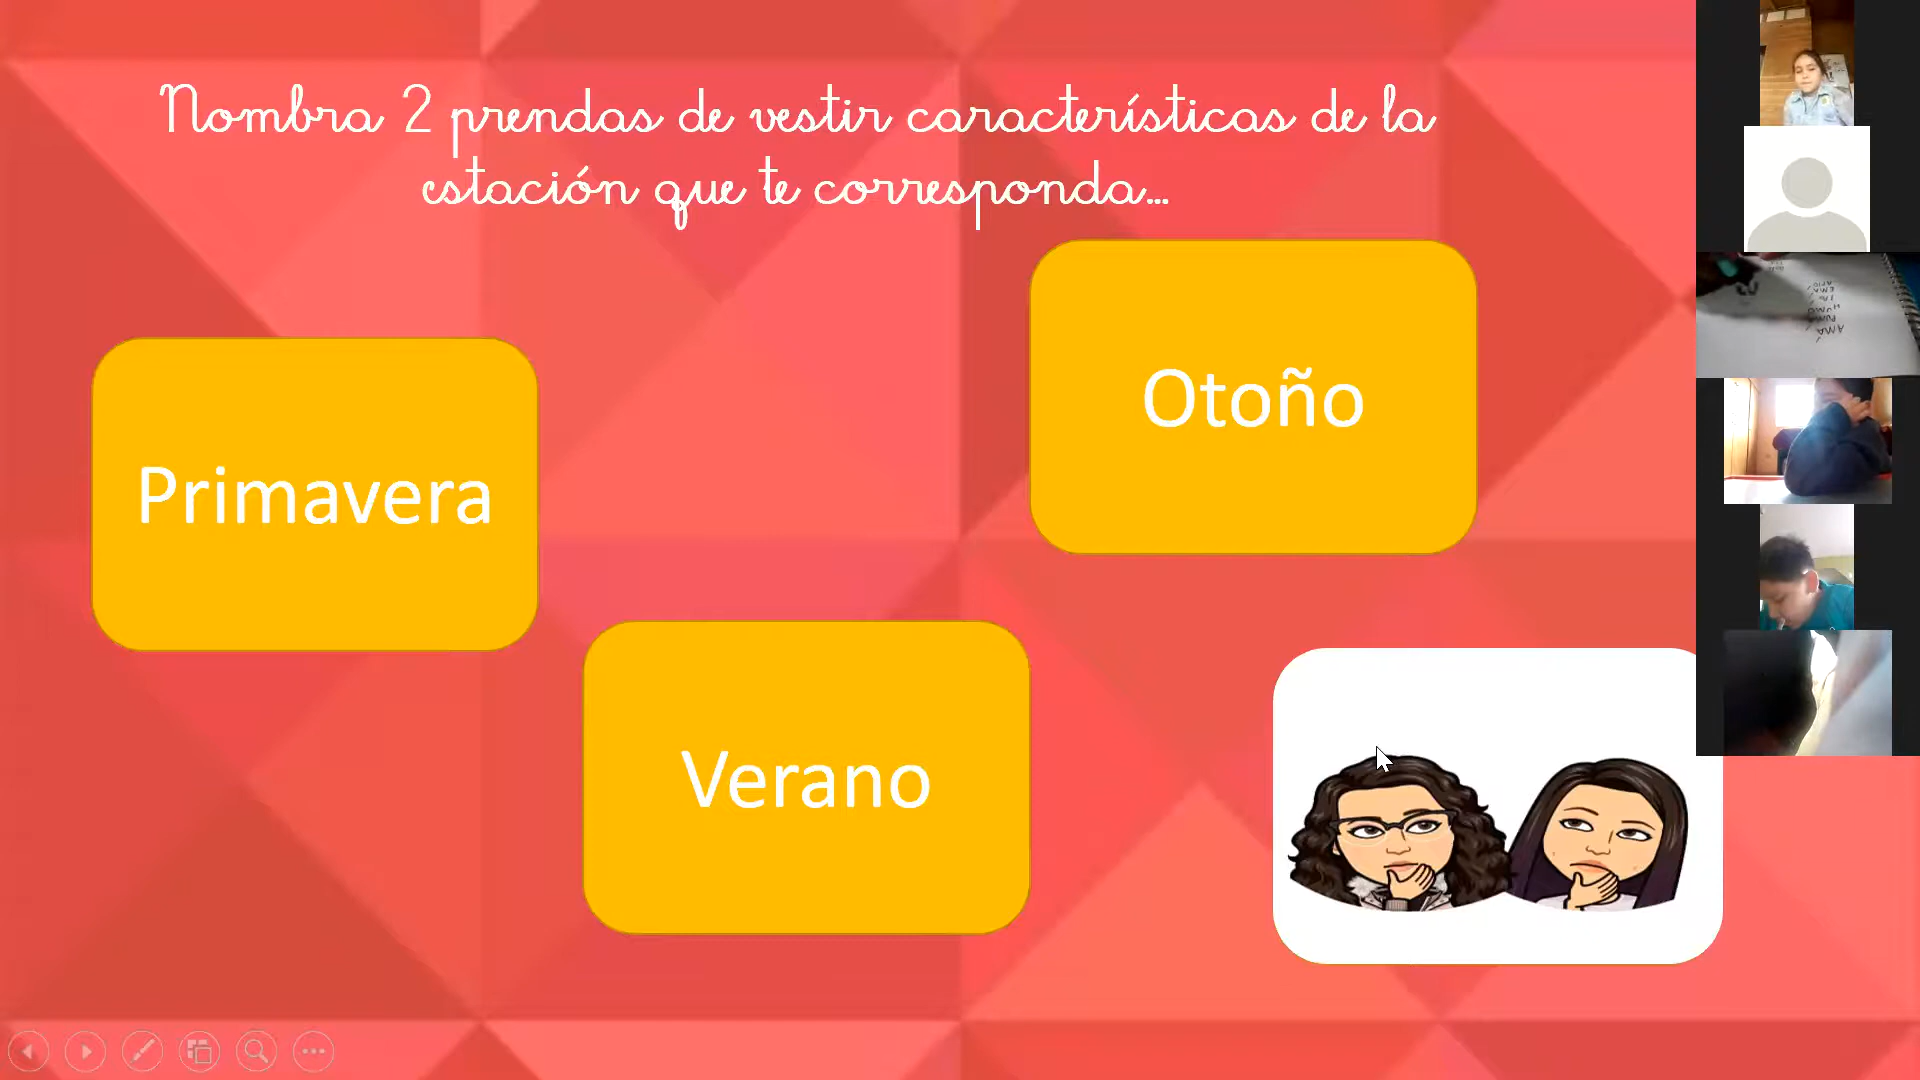 Nombra 2 prendas de vestir características de la
estación que te corresponda...
Otoño
Primavera
Verano